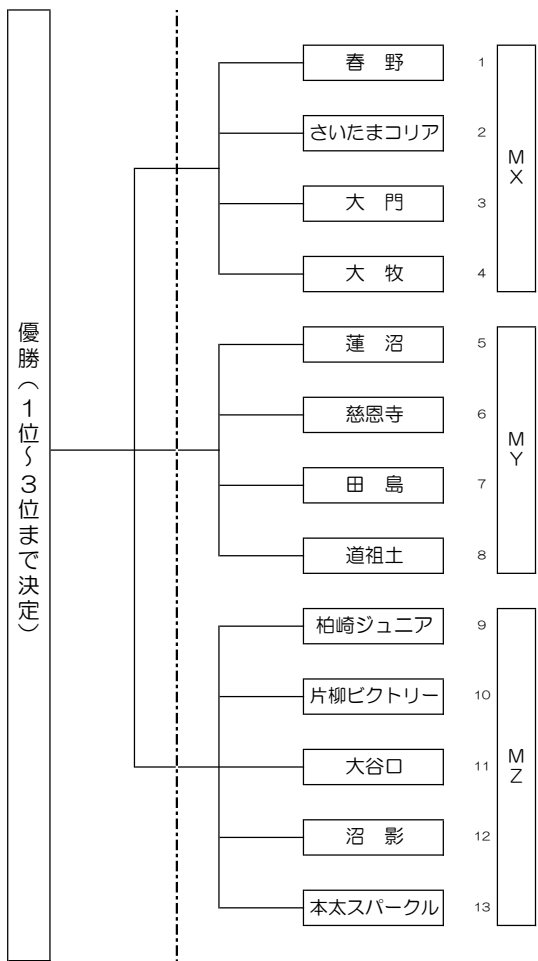 優勝（１位～３位まで決定）
春　野
1
さいたまコリア
2
大　門
3
大　牧
4
MX
蓮　沼
5
慈恩寺
6
田　島
7
道祖土
8
MY
柏崎ジュニア
9
片柳ビクトリー
10
大谷口
11
沼　影
12
本太スパークル
13
MZ